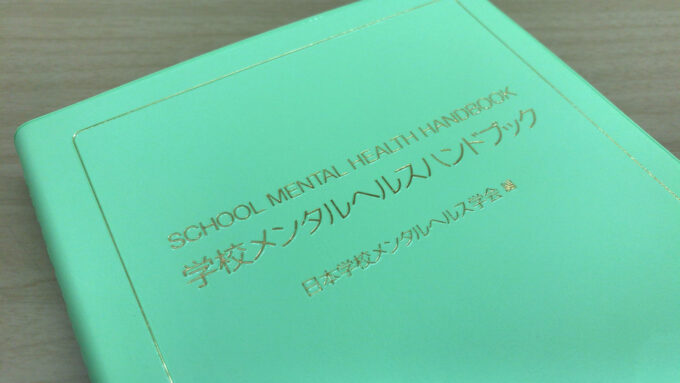 SCHOOL MENTAL HEALTH HANDBOOK
学校メンタルヘルスハンドブック
日本学校メンタルヘルス学会 編